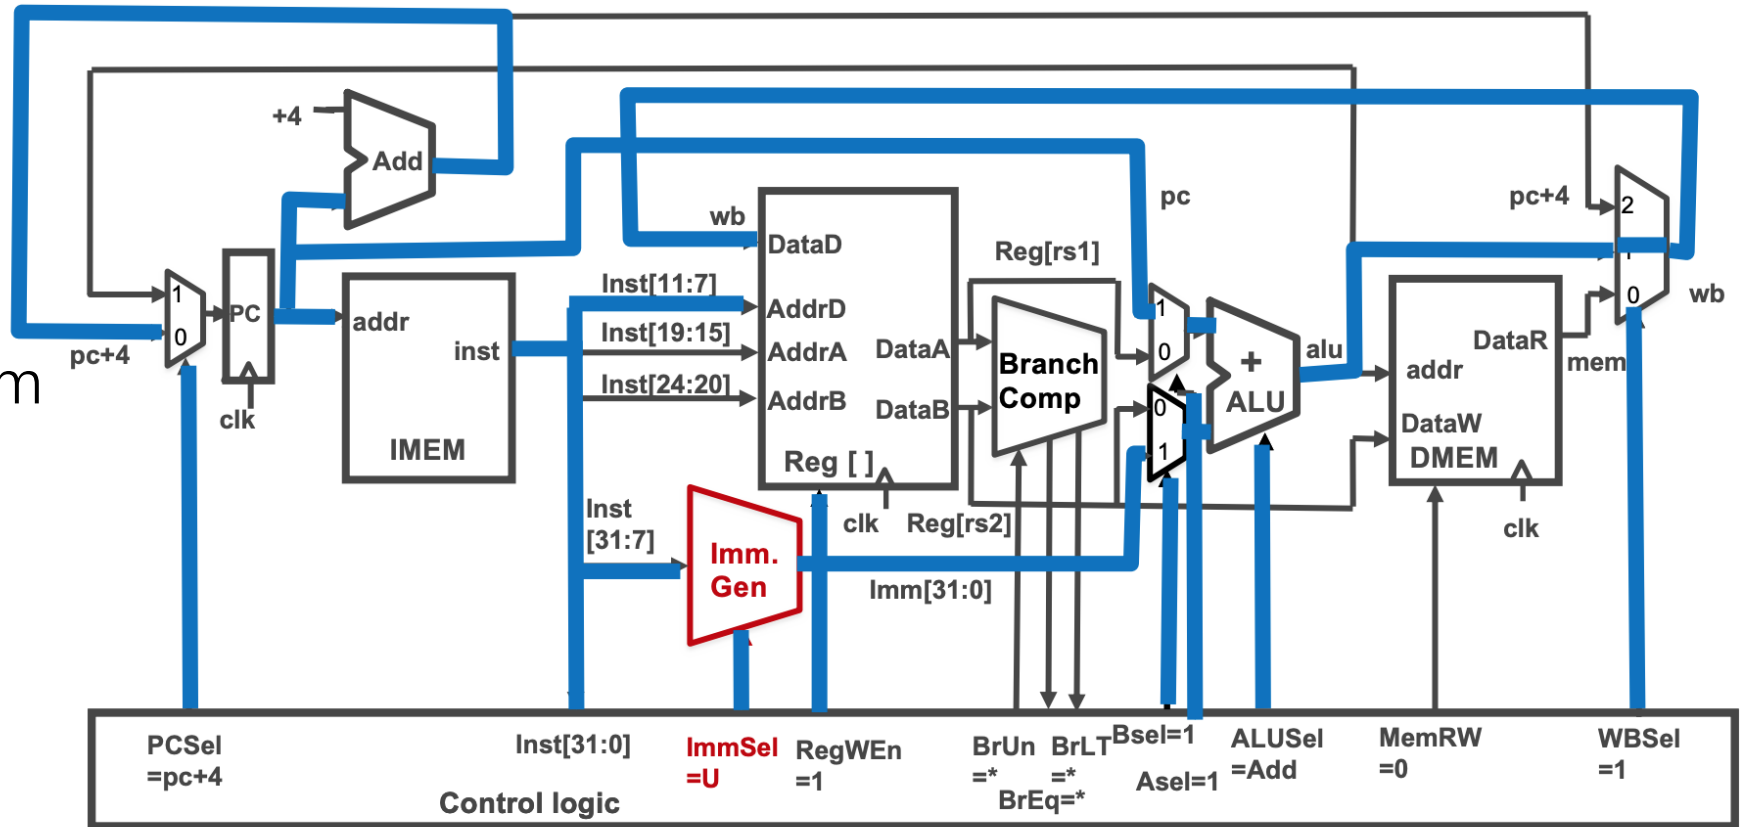 +4
Add
pc
pc+4
2
wb
DataD
Reg[rs1]
1
0
wb
Inst[11:7]
AddrD
1
PC
addr
1
0
pc+4
inst
Inst[19:15]
AddrA
DataA
Branch
Comp
0
+
ALU
alu
addr
DataR
mem
m
clk
IMEM
Inst[24:20]
AddrB
DataB
0
1
DataW
DMEM
Reg [ ]
clk
Reg[rs2]
clk
Inst
[31:7]
Imm.
Gen
Imm[31:0]
PCSel
=pc+4
Inst[31:0]
ImmSel
=U
RegWEn
=1
BrUn
=*
BrLT
=*
BrEq=*
Bsel=1
Asel=1
ALUSel
=Add
MemRW
=0
WBSel
=1
Control logic